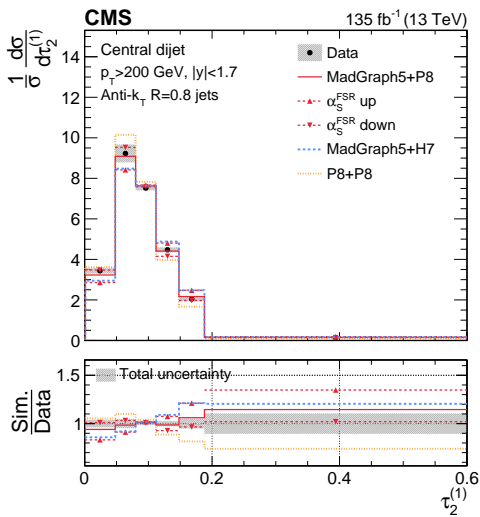 CMS
135 fb⁻¹ (13 TeV)
1/σ dσ/dτ₂⁽¹⁾
Central dijet
p_T>200 GeV, |y|<1.7
Anti-k_T R=0.8 jets
Data
MadGraph5+P8
α_S^FSR up
α_S^FSR down
MadGraph5+H7
P8+P8
14
12
10
8
6
4
2
0
Total uncertainty
Sim.
Data
1.5
1
0.5
0
0.2
0.4
0.6
τ₂⁽¹⁾